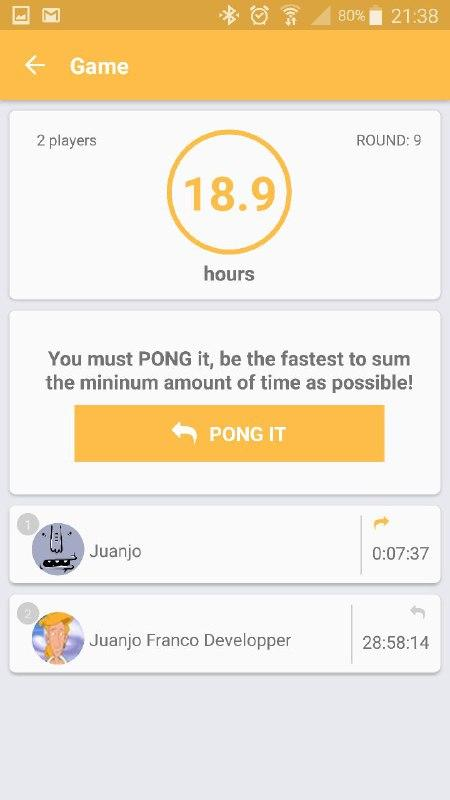 80% 21:38
Game
2 players
ROUND: 9
18.9
hours
You must PONG it, be the fastest to sum
the mininum amount of time as possible!
PONG IT
1
Juanjo
0:07:37
2
Juanjo Franco Developper
28:58:14